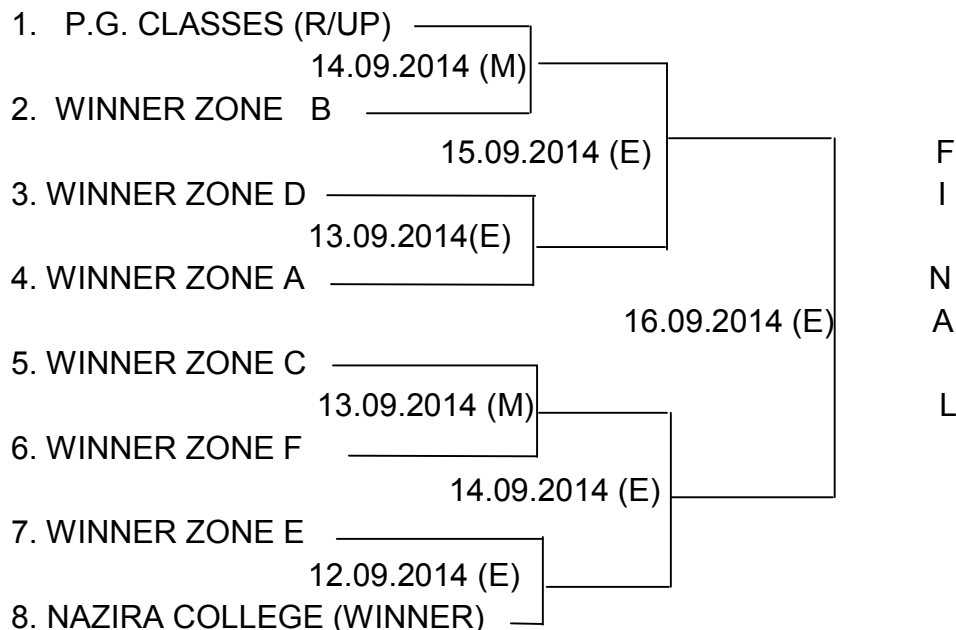 1. P.G. CLASSES (R/UP)
14.09.2014 (M)
2. WINNER ZONE B
15.09.2014 (E)
3. WINNER ZONE D
13.09.2014(E)
4. WINNER ZONE A
16.09.2014 (E)
5. WINNER ZONE C
13.09.2014 (M)
6. WINNER ZONE F
14.09.2014 (E)
7. WINNER ZONE E
12.09.2014 (E)
8. NAZIRA COLLEGE (WINNER)
F
I
N
A
L